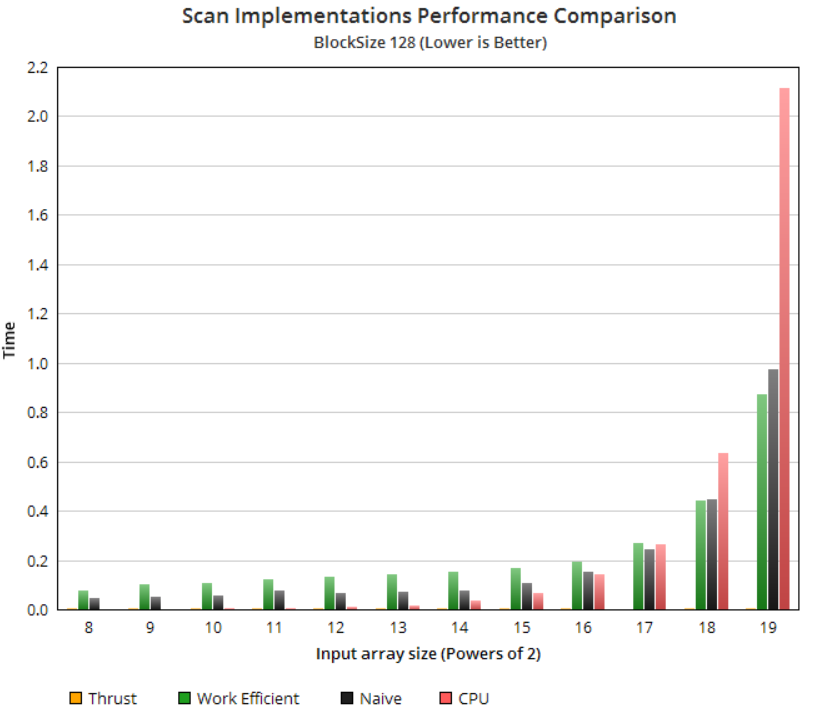 Scan Implementations Performance Comparison
BlockSize 128 (Lower is Better)
2.2
2.0
1.8
1.6
1.4
1.2
1.0
0.8
0.6
0.4
0.2
0.0
Time
8 9 10 11 12 13 14 15 16 17 18 19
Input array size (Powers of 2)
Thrust Work Efficient Naive CPU